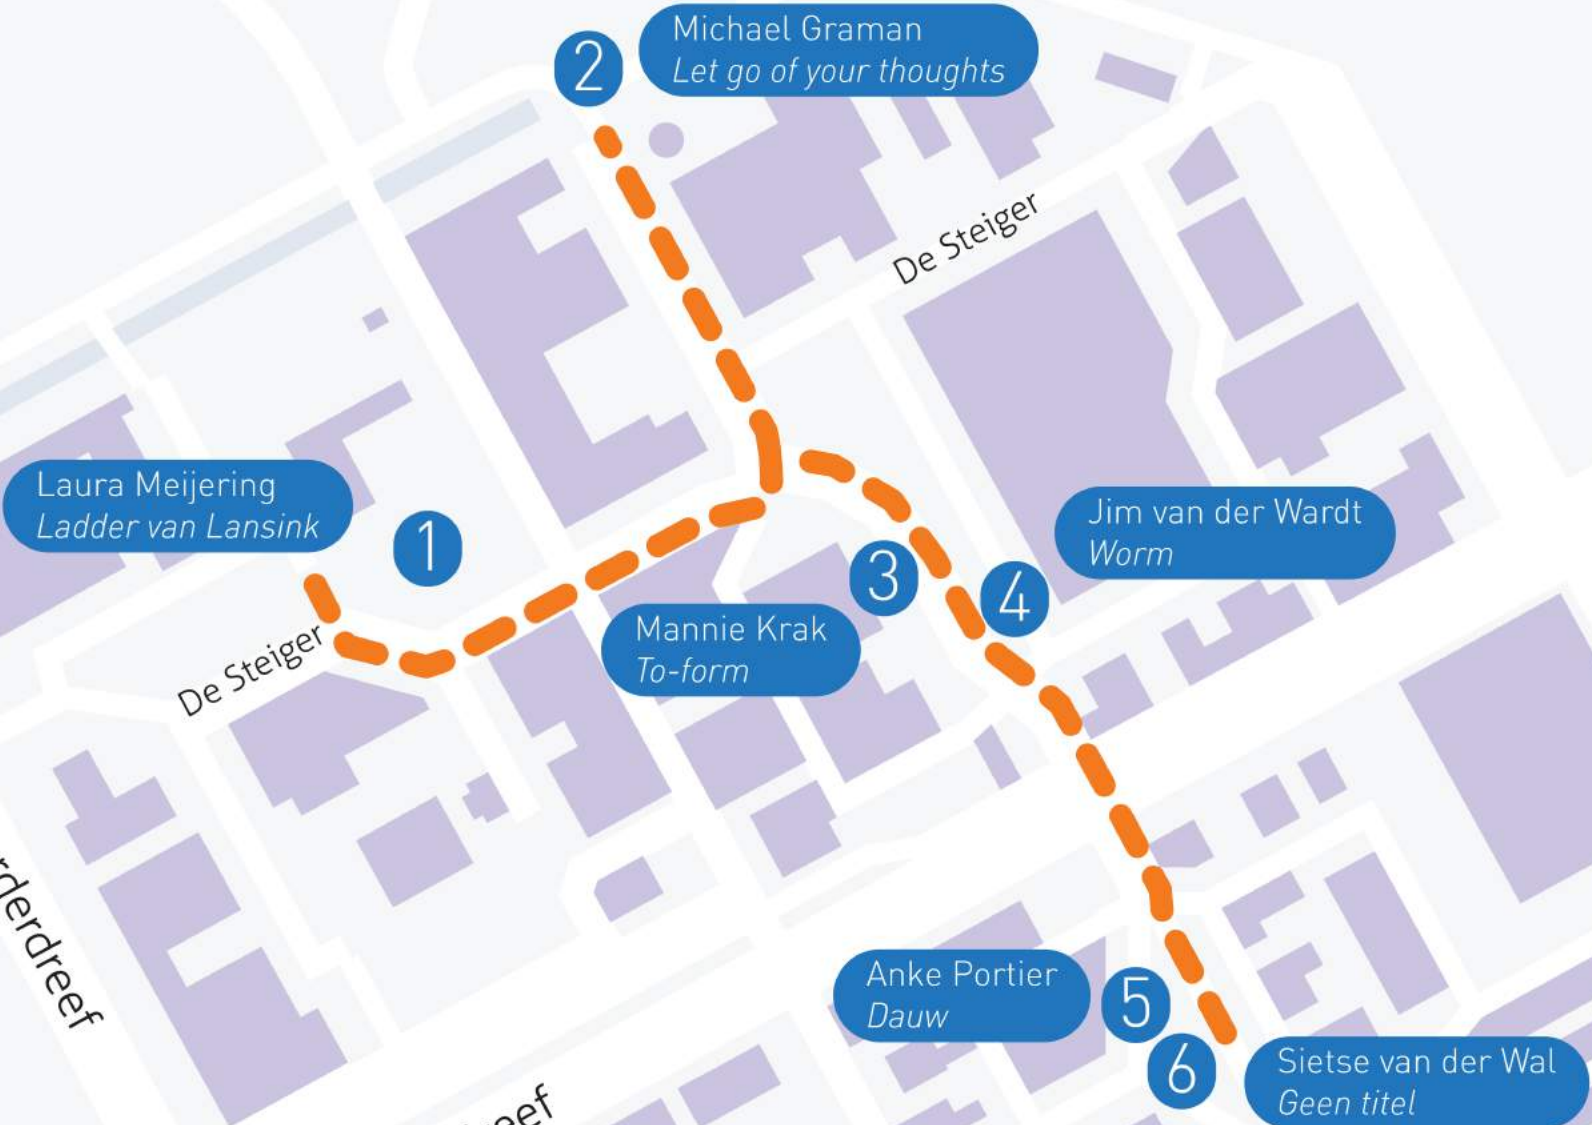 2
Michael Graman
Let go of your thoughts
De Steiger
Laura Meijering
Ladder van Lansink
1
Jim van der Wardt
Worm
3
4
Mannie Krak
To-form
De Steiger
Anke Portier
Dauw
5
6
Sietse van der Wal
Geen titel